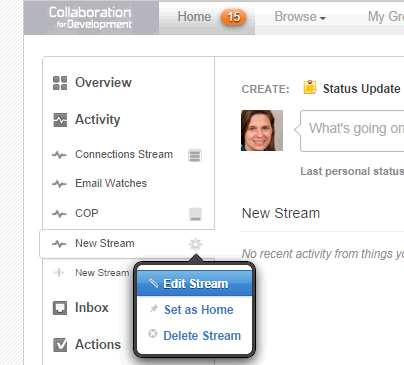 Collaboration
for Development
Home 15 Browse My Gr
Overview
Activity
Connections Stream
Email Watches
COP
New Stream
New Stream
Inbox
Actions
Edit Stream
Set as Home
Delete Stream
CREATE: Status Update
What's going on
Last personal status
New Stream
No recent activity from things yo